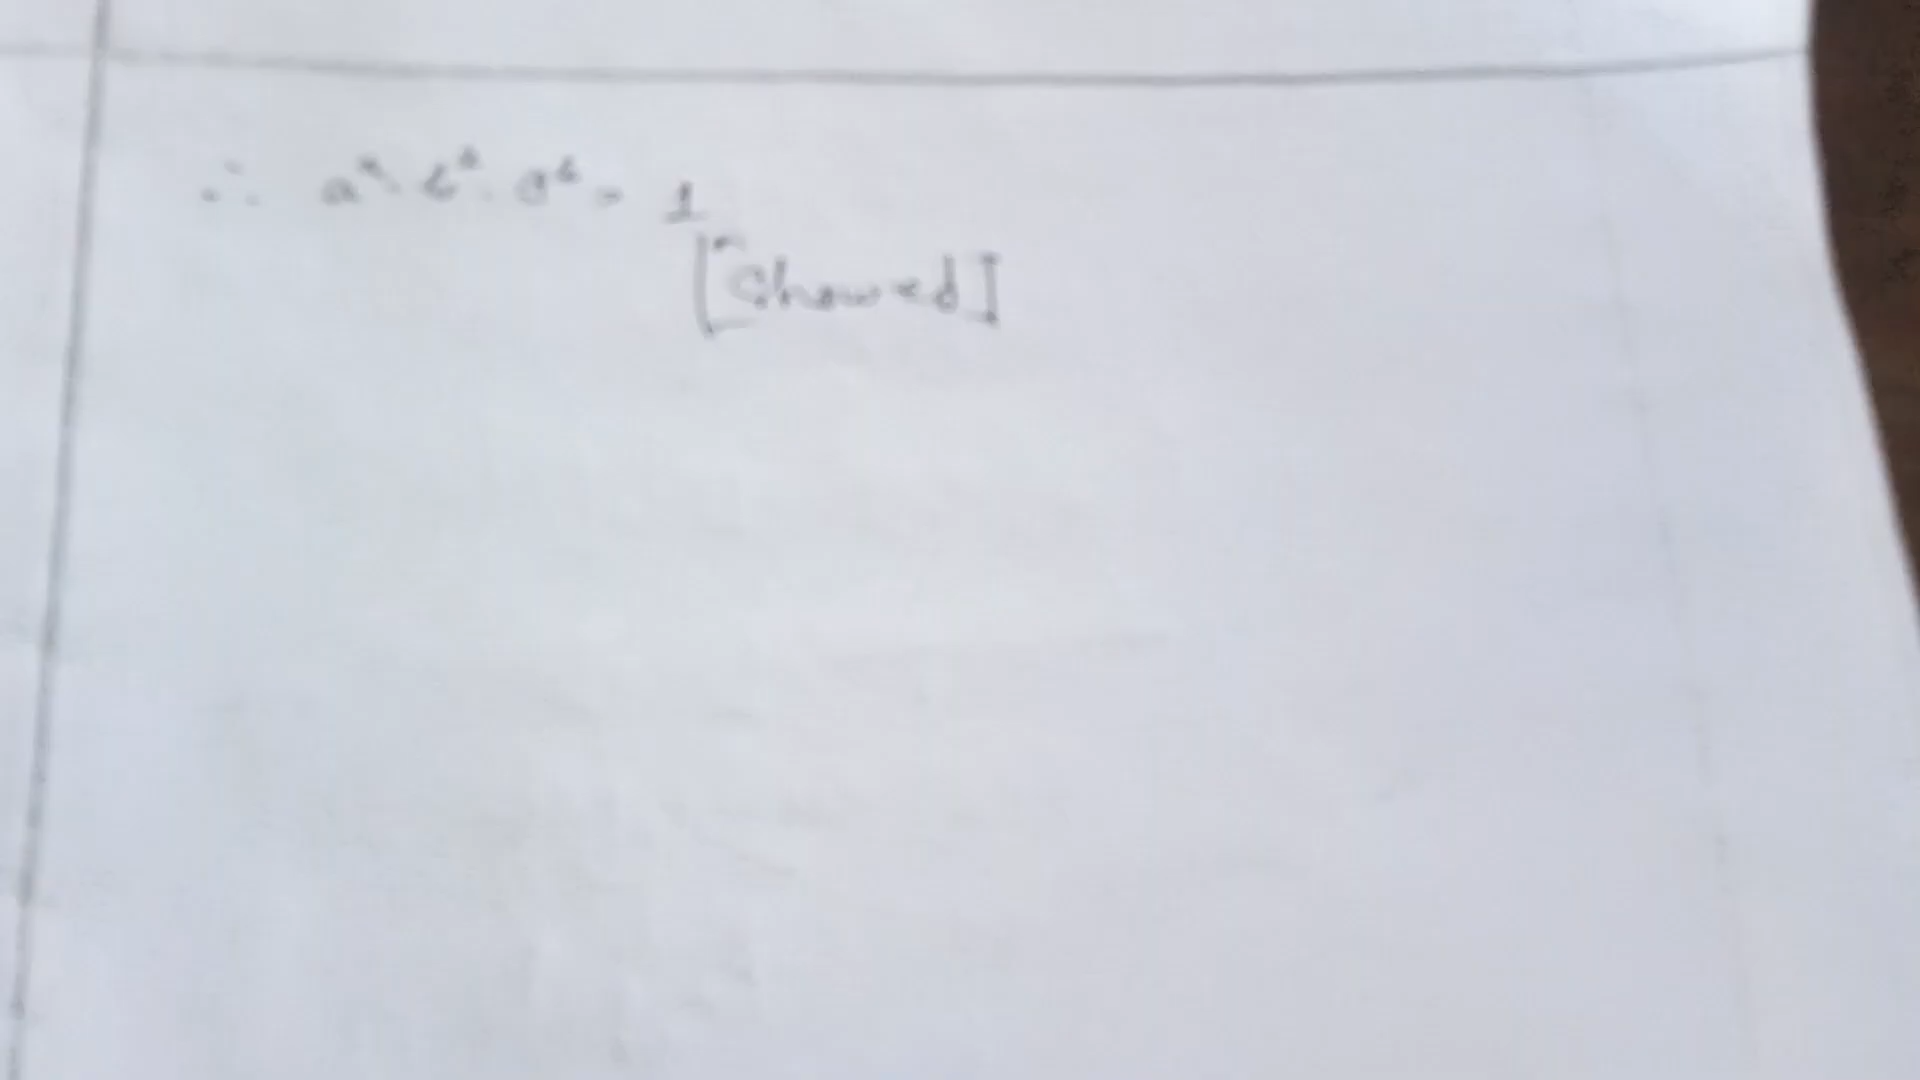 ∴ a^a · b^b · c^c = 1
[Showed]